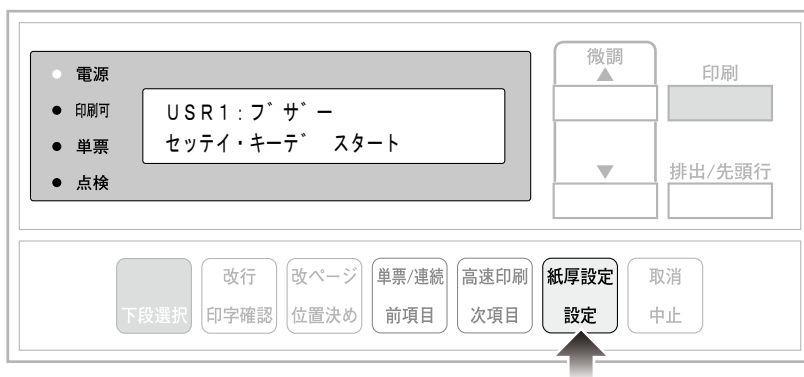 電源
印刷可
単票
点検
USR1:ブザー
セッテイ・キーデ スタート
微調
▲
▼
印刷
排出/先頭行
下段選択
改行
印字確認
改ページ
位置決め
単票/連続
前項目
高速印刷
次項目
紙厚設定
設定
取消
中止